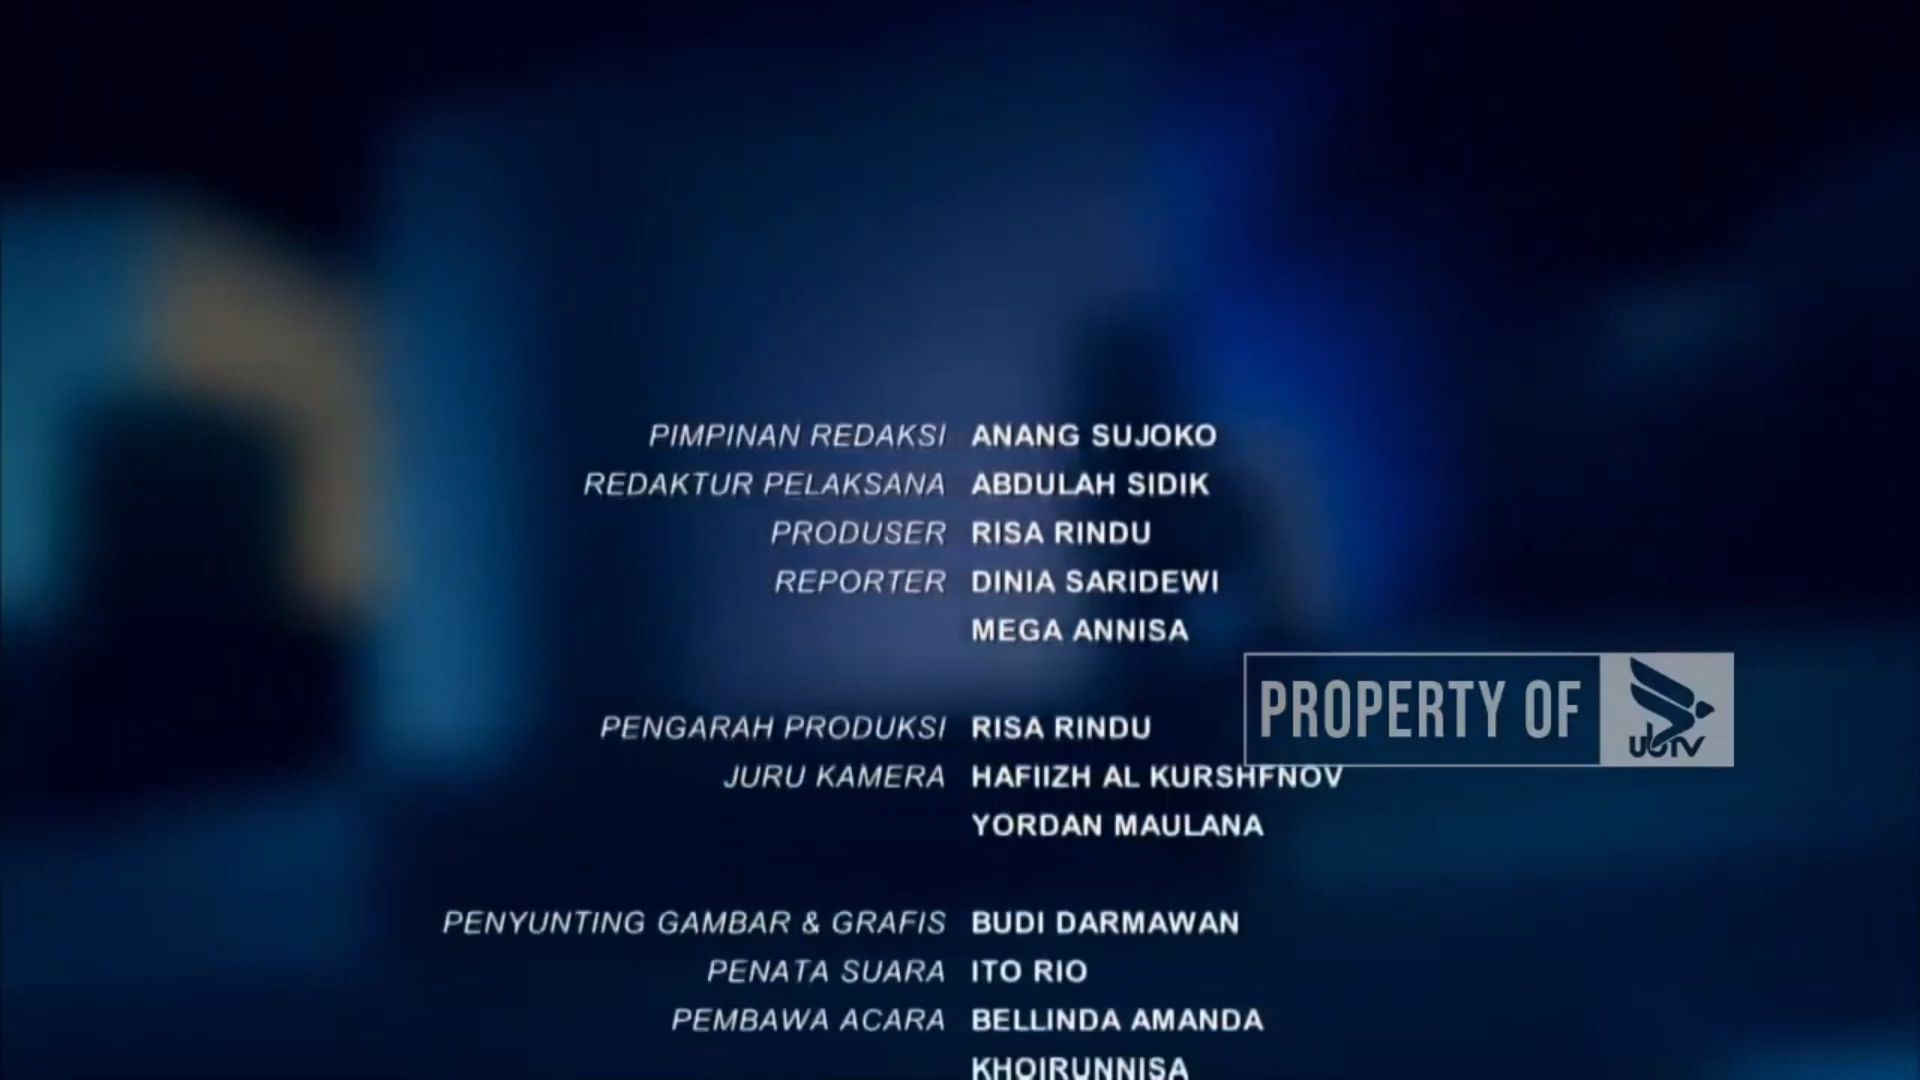 PIMPINAN REDAKSI ANANG SUJOKO
REDAKTUR PELAKSANA ABDULAH SIDIK
PRODUSER RISA RINDU
REPORTER DINIA SARIDEWI
MEGA ANNISA
PROPERTY OF UBTV
PENGARAH PRODUKSI RISA RINDU
JURU KAMERA HAFIIZH AL KURSHFNOV
YORDAN MAULANA
PENYUNTING GAMBAR & GRAFIS BUDI DARMAWAN
PENATA SUARA ITO RIO
PEMBAWA ACARA BELLINDA AMANDA
KHOIRUNNISA